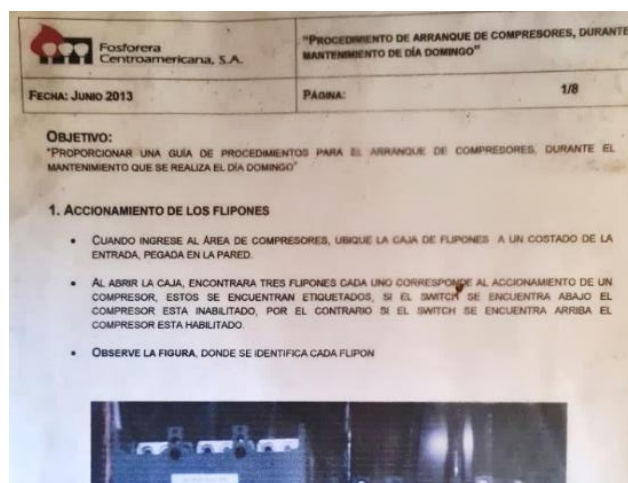 Fosforera
Centroamericana, S.A.
"PROCEDIMIENTO DE ARRANQUE DE COMPRESORES, DURANTE
MANTENIMIENTO DE DÍA DOMINGO"
FECHA: JUNIO 2013
PÁGINA: 1/8
OBJETIVO:
"PROPORCIONAR UNA GUÍA DE PROCEDIMIENTOS PARA EL ARRANQUE DE COMPRESORES, DURANTE EL
MANTENIMIENTO QUE SE REALIZA EL DÍA DOMINGO"
1. ACCIONAMIENTO DE LOS FLIPONES
• CUANDO INGRESE AL ÁREA DE COMPRESORES, UBIQUE LA CAJA DE FLIPONES A UN COSTADO DE LA
ENTRADA, PEGADA EN LA PARED.
• AL ABRIR LA CAJA, ENCONTRARA TRES FLIPONES CADA UNO CORRESPONDE AL ACCIONAMIENTO DE UN
COMPRESOR, ESTOS SE ENCUENTRAN ETIQUETADOS, SI EL SWITCH SE ENCUENTRA ABAJO EL
COMPRESOR ESTA INABILITADO, POR EL CONTRARIO SI EL SWITCH SE ENCUENTRA ARRIBA EL
COMPRESOR ESTA HABILITADO.
• OBSERVE LA FIGURA, DONDE SE IDENTIFICA CADA FLIPON